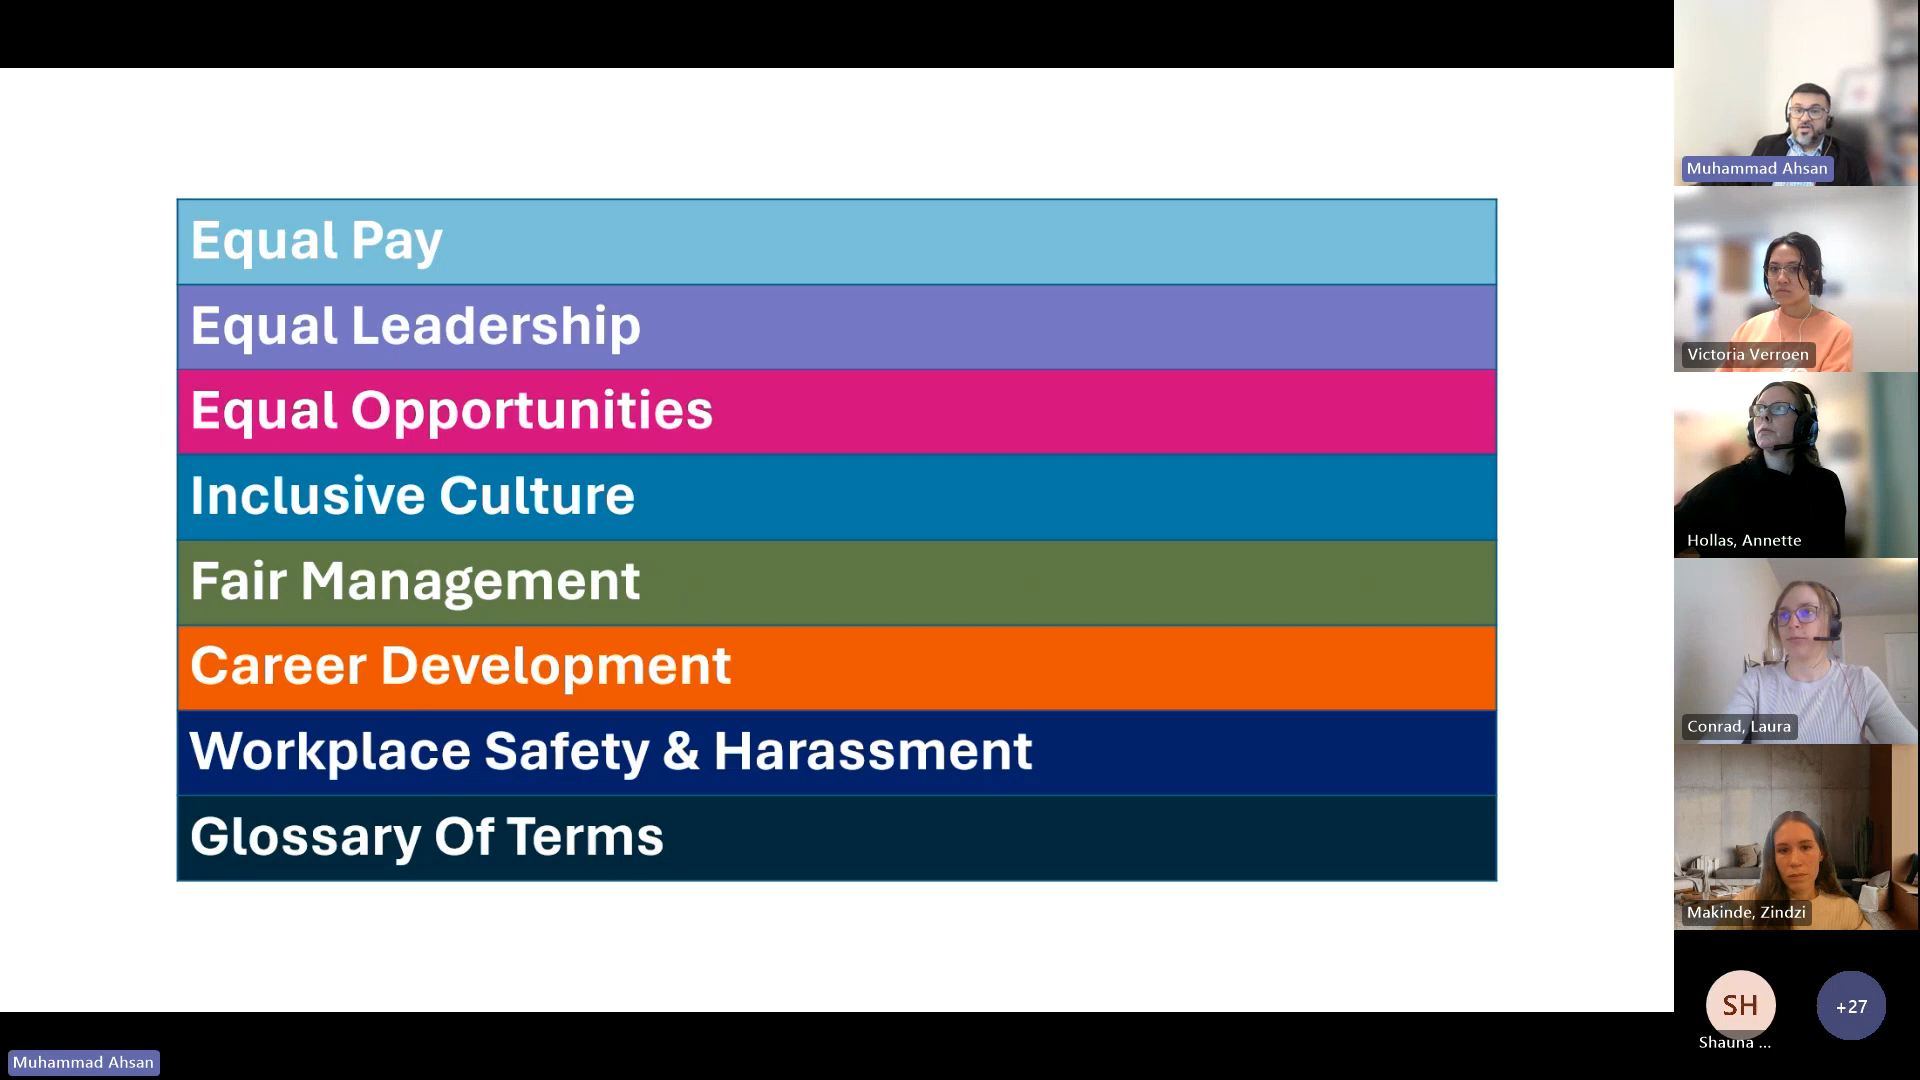 Equal Pay
Equal Leadership
Equal Opportunities
Inclusive Culture
Fair Management
Career Development
Workplace Safety & Harassment
Glossary Of Terms
Muhammad Ahsan
Victoria Verroen
Hollas, Annette
Conrad, Laura
Makinde, Zindzi
SH
+27
Shauna ...
Muhammad Ahsan